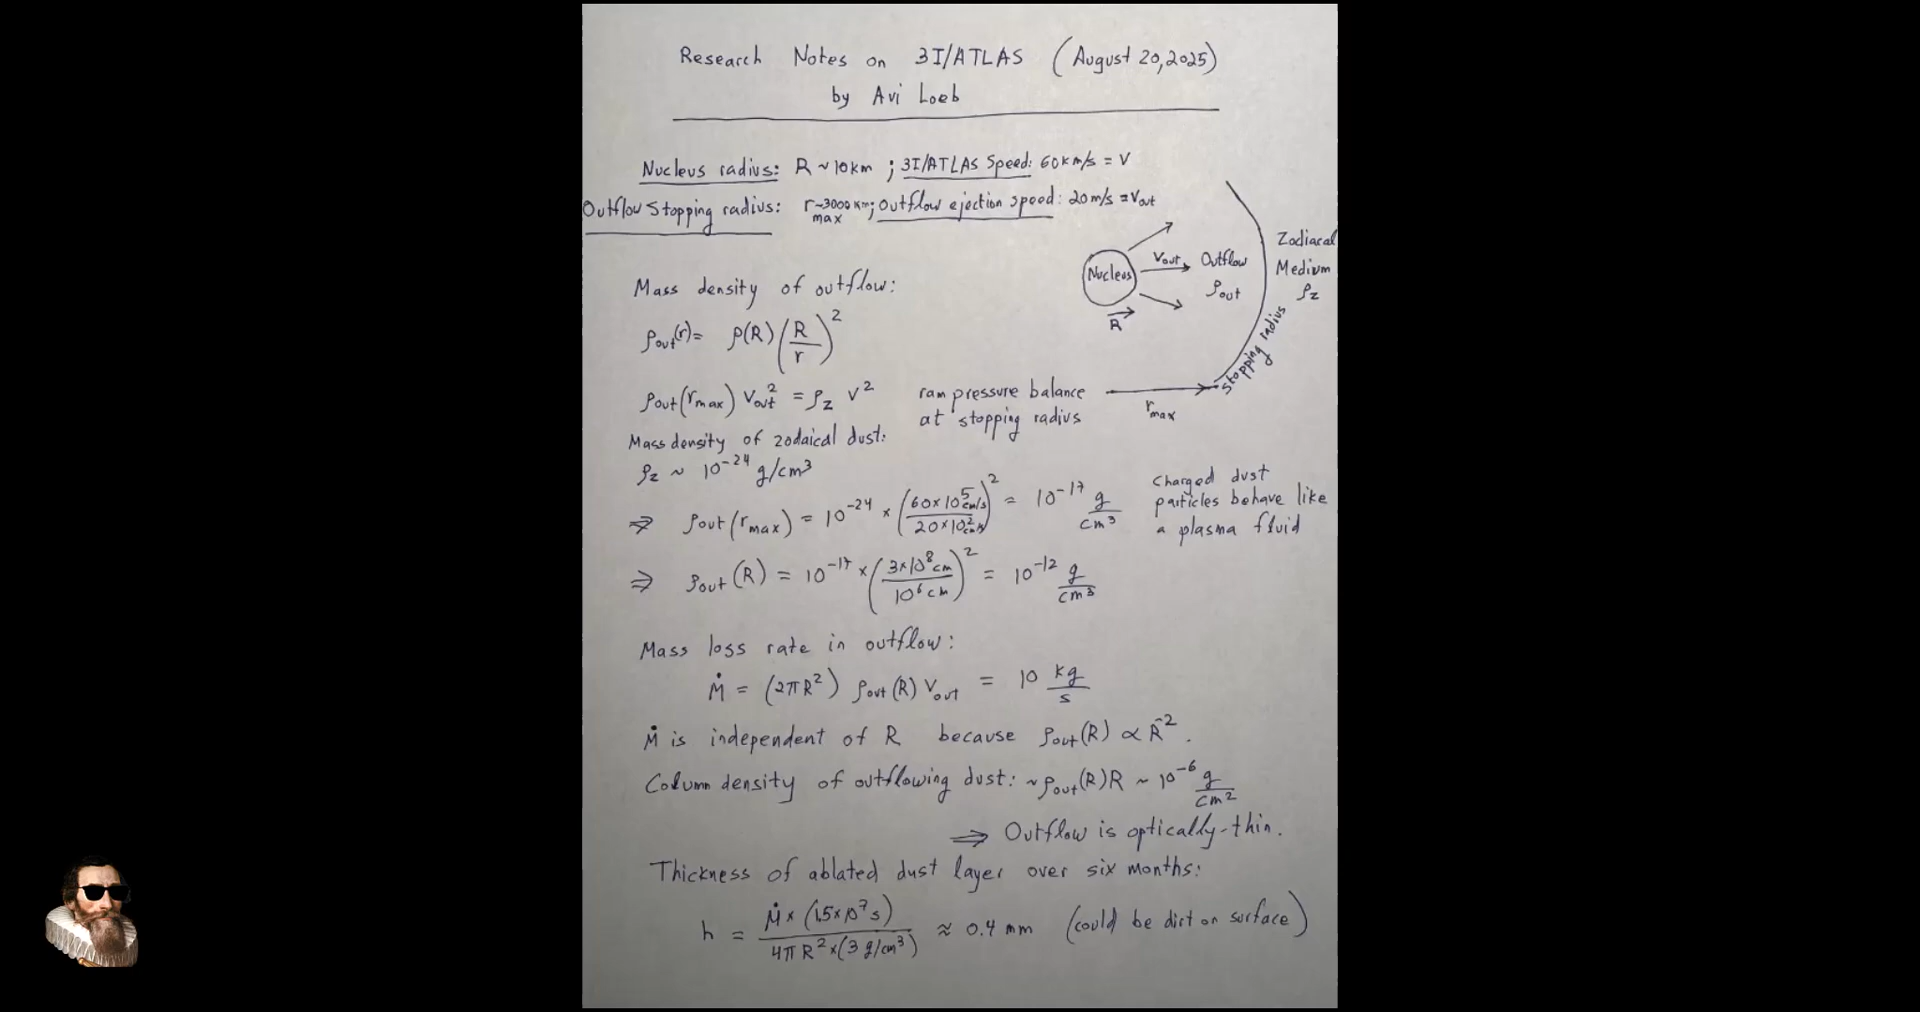 Research Notes on 3I/ATLAS (August 20, 2025)
by Avi Loeb
Nucleus radius: R ~ 10km ; 3I/ATLAS Speed: 60km/s = V
Outflow Stopping radius: r_max ~3000 km; Outflow ejection speed: 20 m/s = V_out
Nucleus
R
V_out
Outflow
ρ_out
Zodiacal
Medium
ρ_z
stopping radius
r_max
Mass density of outflow:
ρ_out(r) = ρ(R) (R/r)^2
ρ_out(r_max) V_out^2 = ρ_z V^2
ram pressure balance
at stopping radius
Mass density of zodaical dust:
ρ_z ~ 10^-24 g/cm^3
⇒ ρ_out(r_max) = 10^-24 × (60×10^5 cm/s / 20×10^2 cm/s)^2 = 10^-17 g/cm^3
charged dust
particles behave like
a plasma fluid
⇒ ρ_out(R) = 10^-17 × (3×10^8 cm / 10^6 cm)^2 = 10^-12 g/cm^3
Mass loss rate in outflow:
Ṁ = (2πR^2) ρ_out(R) V_out = 10 kg/s
Ṁ is independent of R because ρ_out(R) ∝ R^-2.
Column density of outflowing dust: ~ρ_out(R)R ~ 10^-6 g/cm^2
⇒ Outflow is optically-thin.
Thickness of ablated dust layer over six months:
h = Ṁ × (1.5×10^7 s) / 4πR^2×(3 g/cm^3) ≈ 0.4 mm (could be dirt on surface)